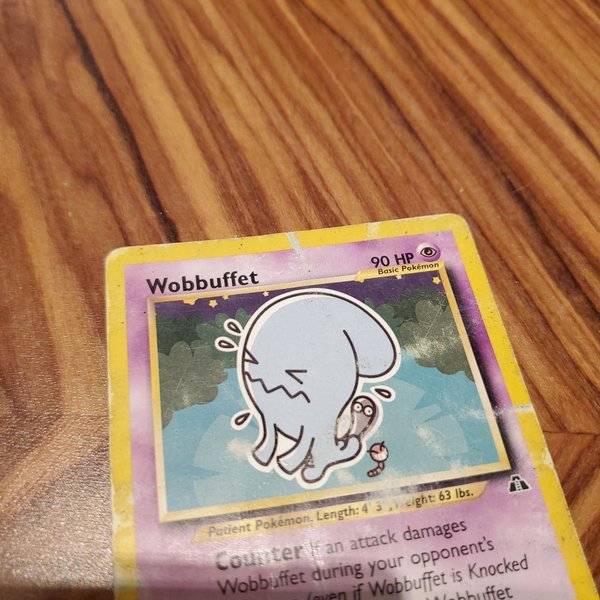 Wobbuffet
90 HP
Basic Pokémon
Patient Pokémon. Length: 4' 3", Weight: 63 lbs.
Counter If an attack damages
Wobbuffet during your opponent's
(even if Wobbuffet is Knocked
Wobbuffet